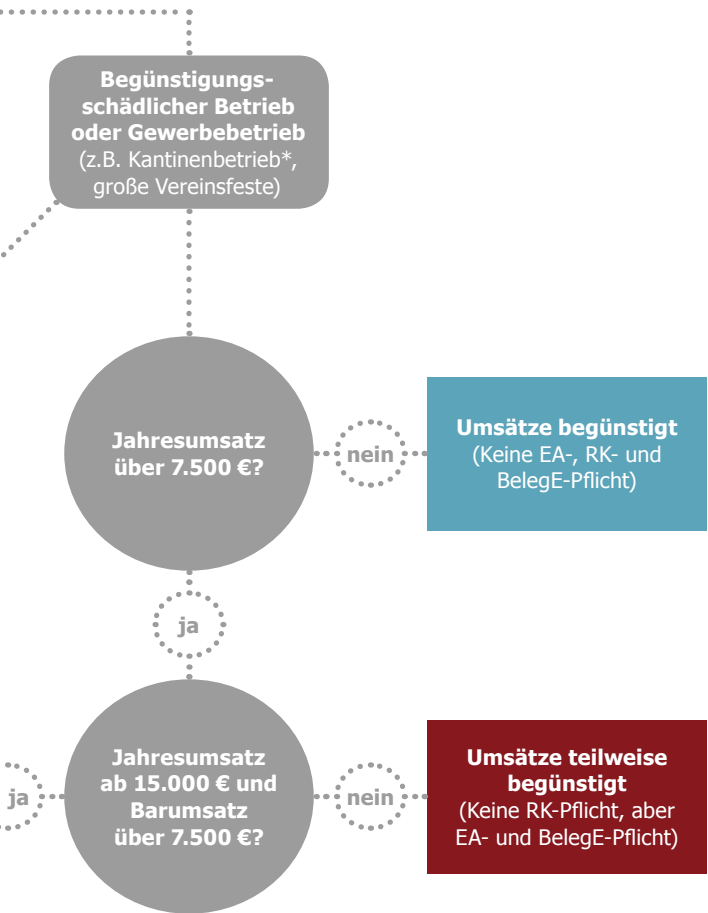 Begünstigungs-
schädlicher Betrieb
oder Gewerbebetrieb
(z.B. Kantinenbetrieb*,
große Vereinsfeste)
Jahresumsatz
über 7.500 €?
nein
Umsätze begünstigt
(Keine EA-, RK- und
BelegE-Pflicht)
ja
Jahresumsatz
ab 15.000 € und
Barumsatz
über 7.500 €?
ja
nein
Umsätze teilweise
begünstigt
(Keine RK-Pflicht, aber
EA- und BelegE-Pflicht)